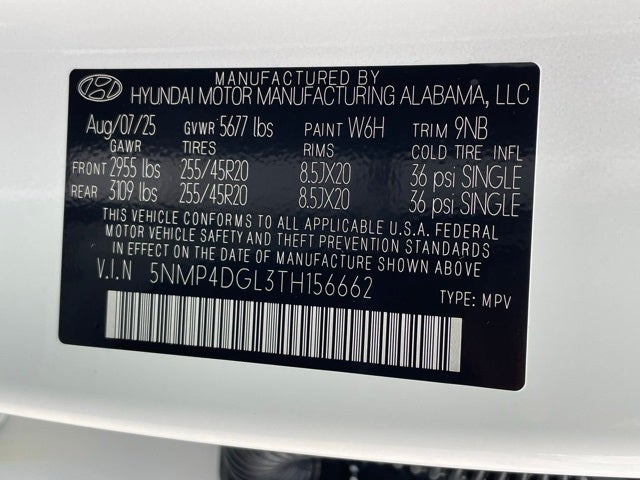 MANUFACTURED BY
HYUNDAI MOTOR MANUFACTURING ALABAMA, LLC
Aug/07/25 GVWR 5677 lbs PAINT W6H TRIM 9NB
GAWR TIRES RIMS COLD TIRE INFL
FRONT 2955 lbs 255/45R20 8.5JX20 36 psi SINGLE
REAR 3109 lbs 255/45R20 8.5JX20 36 psi SINGLE
THIS VEHICLE CONFORMS TO ALL APPLICABLE U.S.A. FEDERAL
MOTOR VEHICLE SAFETY AND THEFT PREVENTION STANDARDS
IN EFFECT ON THE DATE OF MANUFACTURE SHOWN ABOVE.
V.I.N 5NMP4DGL3TH156662
TYPE: MPV